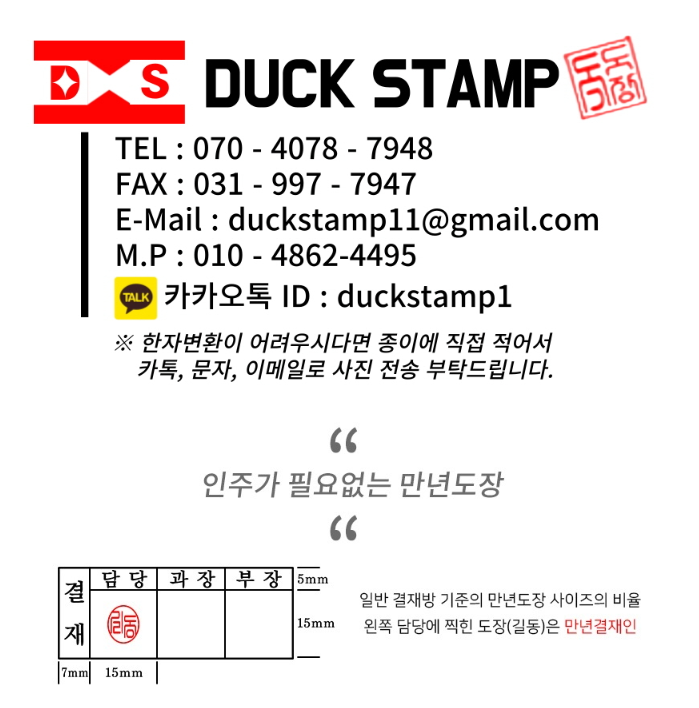 D S DUCK STAMP 도장
TEL : 070 - 4078 - 7948
FAX : 031 - 997 - 7947
E-Mail : duckstamp11@gmail.com
M.P : 010 - 4862-4495
TALK 카카오톡 ID : duckstamp1
※ 한자변환이 어려우시다면 종이에 직접 적어서
카톡, 문자, 이메일로 사진 전송 부탁드립니다.
“
인주가 필요없는 만년도장
“
결재 담당 과장 부장 5mm
길동 15mm
7mm 15mm
일반 결재방 기준의 만년도장 사이즈의 비율
왼쪽 담당에 찍힌 도장(길동)은 만년결재인